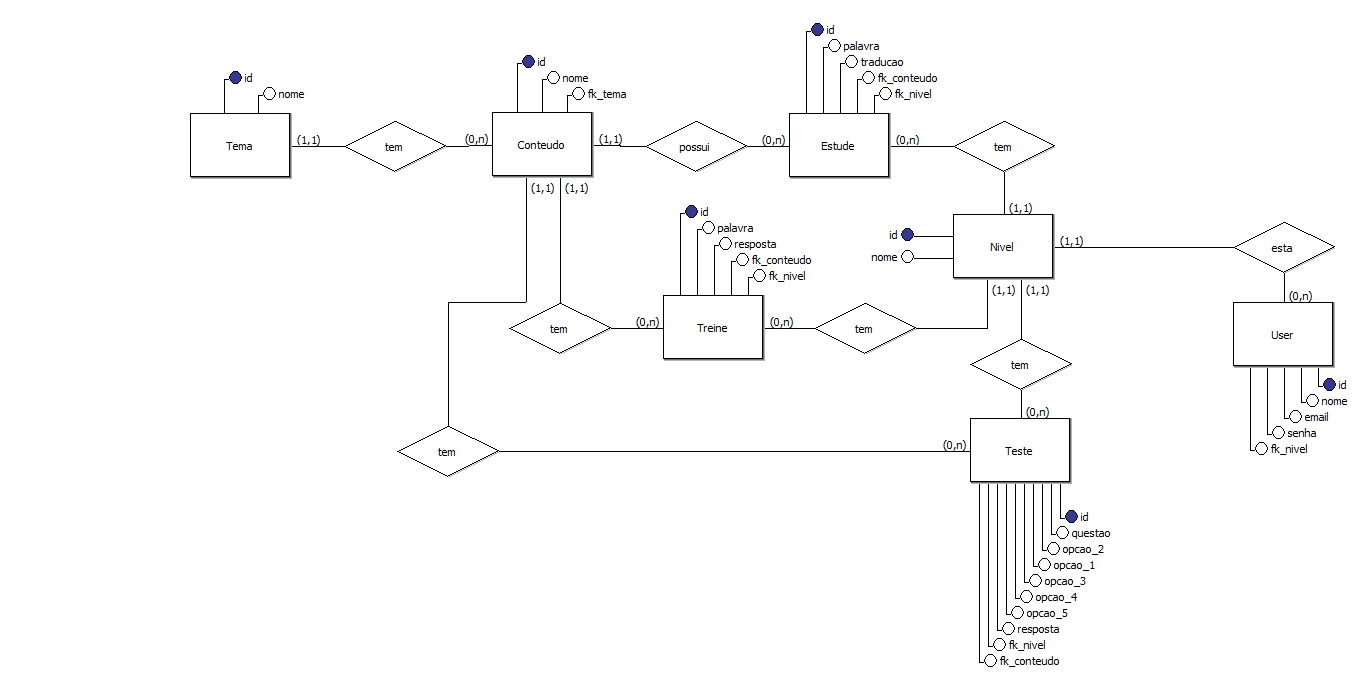 id
palavra
traducao
fk_conteudo
fk_nivel
id
nome
fk_tema
id
nome
Tema
(1,1)
tem
(0,n)
Conteudo
(1,1)
possui
(0,n)
Estude
(0,n)
tem
(1,1)
(1,1)
(1,1)
id
palavra
resposta
fk_conteudo
fk_nivel
id
nome
Nivel
(1,1)
esta
(0,n)
User
id
nome
email
senha
fk_nivel
(1,1)
(1,1)
tem
(0,n)
Treine
(0,n)
tem
tem
(0,n)
tem
(0,n)
Teste
id
questao
opcao_2
opcao_1
opcao_3
opcao_4
opcao_5
resposta
fk_nivel
fk_conteudo